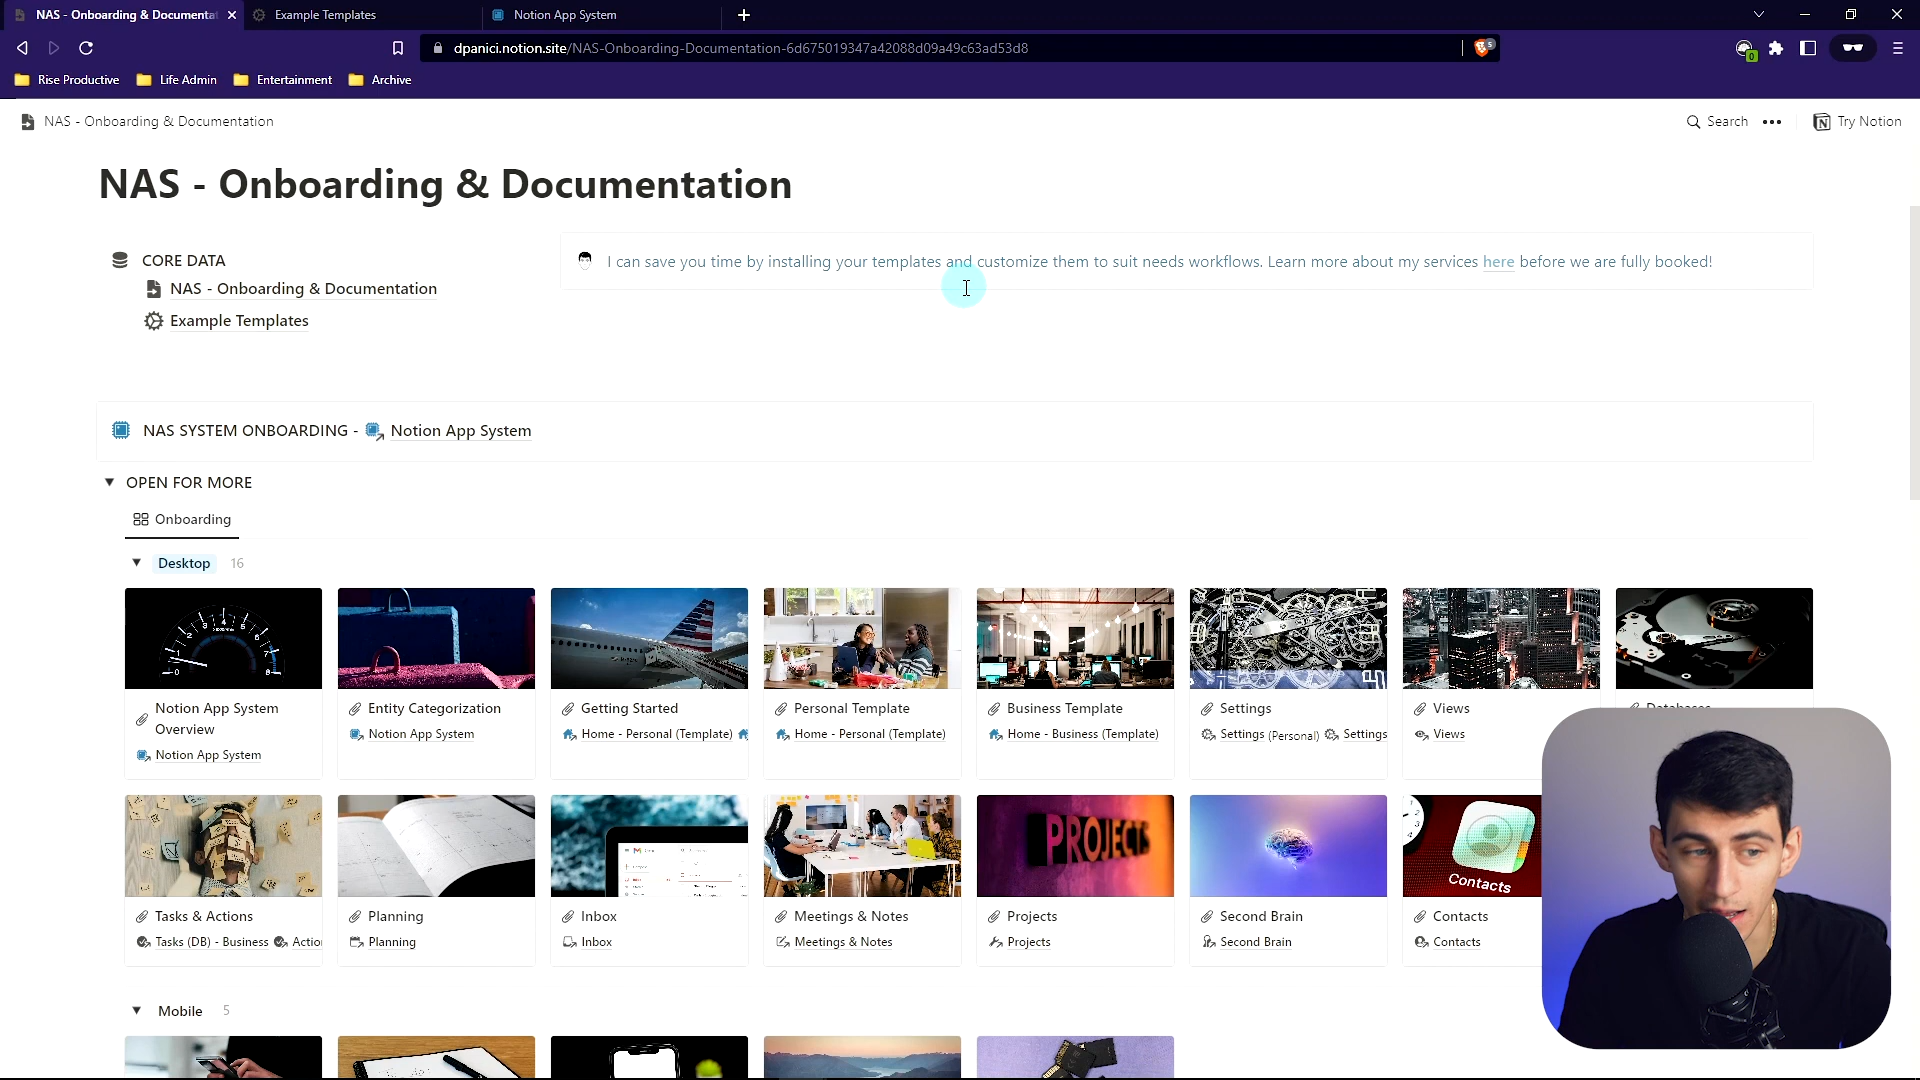 NAS - Onboarding & Documentat
Example Templates
Notion App System
dpanici.notion.site/NAS-Onboarding-Documentation-6d675019347a42088d09a49c63ad53d8
Rise Productive
Life Admin
Entertainment
Archive
NAS - Onboarding & Documentation
Search
Try Notion
NAS - Onboarding & Documentation
CORE DATA
NAS - Onboarding & Documentation
Example Templates
I can save you time by installing your templates and customize them to suit needs workflows. Learn more about my services here before we are fully booked!
NAS SYSTEM ONBOARDING - Notion App System
OPEN FOR MORE
Onboarding
Desktop 16
Notion App System
Overview
Notion App System
Entity Categorization
Notion App System
Getting Started
Home - Personal (Template)
Personal Template
Home - Personal (Template)
Business Template
Home - Business (Template)
Settings
Settings (Personal) Settings
Views
Views
Tasks & Actions
Tasks (DB) - Business Actio
Planning
Planning
Inbox
Inbox
Meetings & Notes
Meetings & Notes
PROJECTS
Projects
Projects
Second Brain
Second Brain
Contacts
Contacts
Contacts
Mobile 5